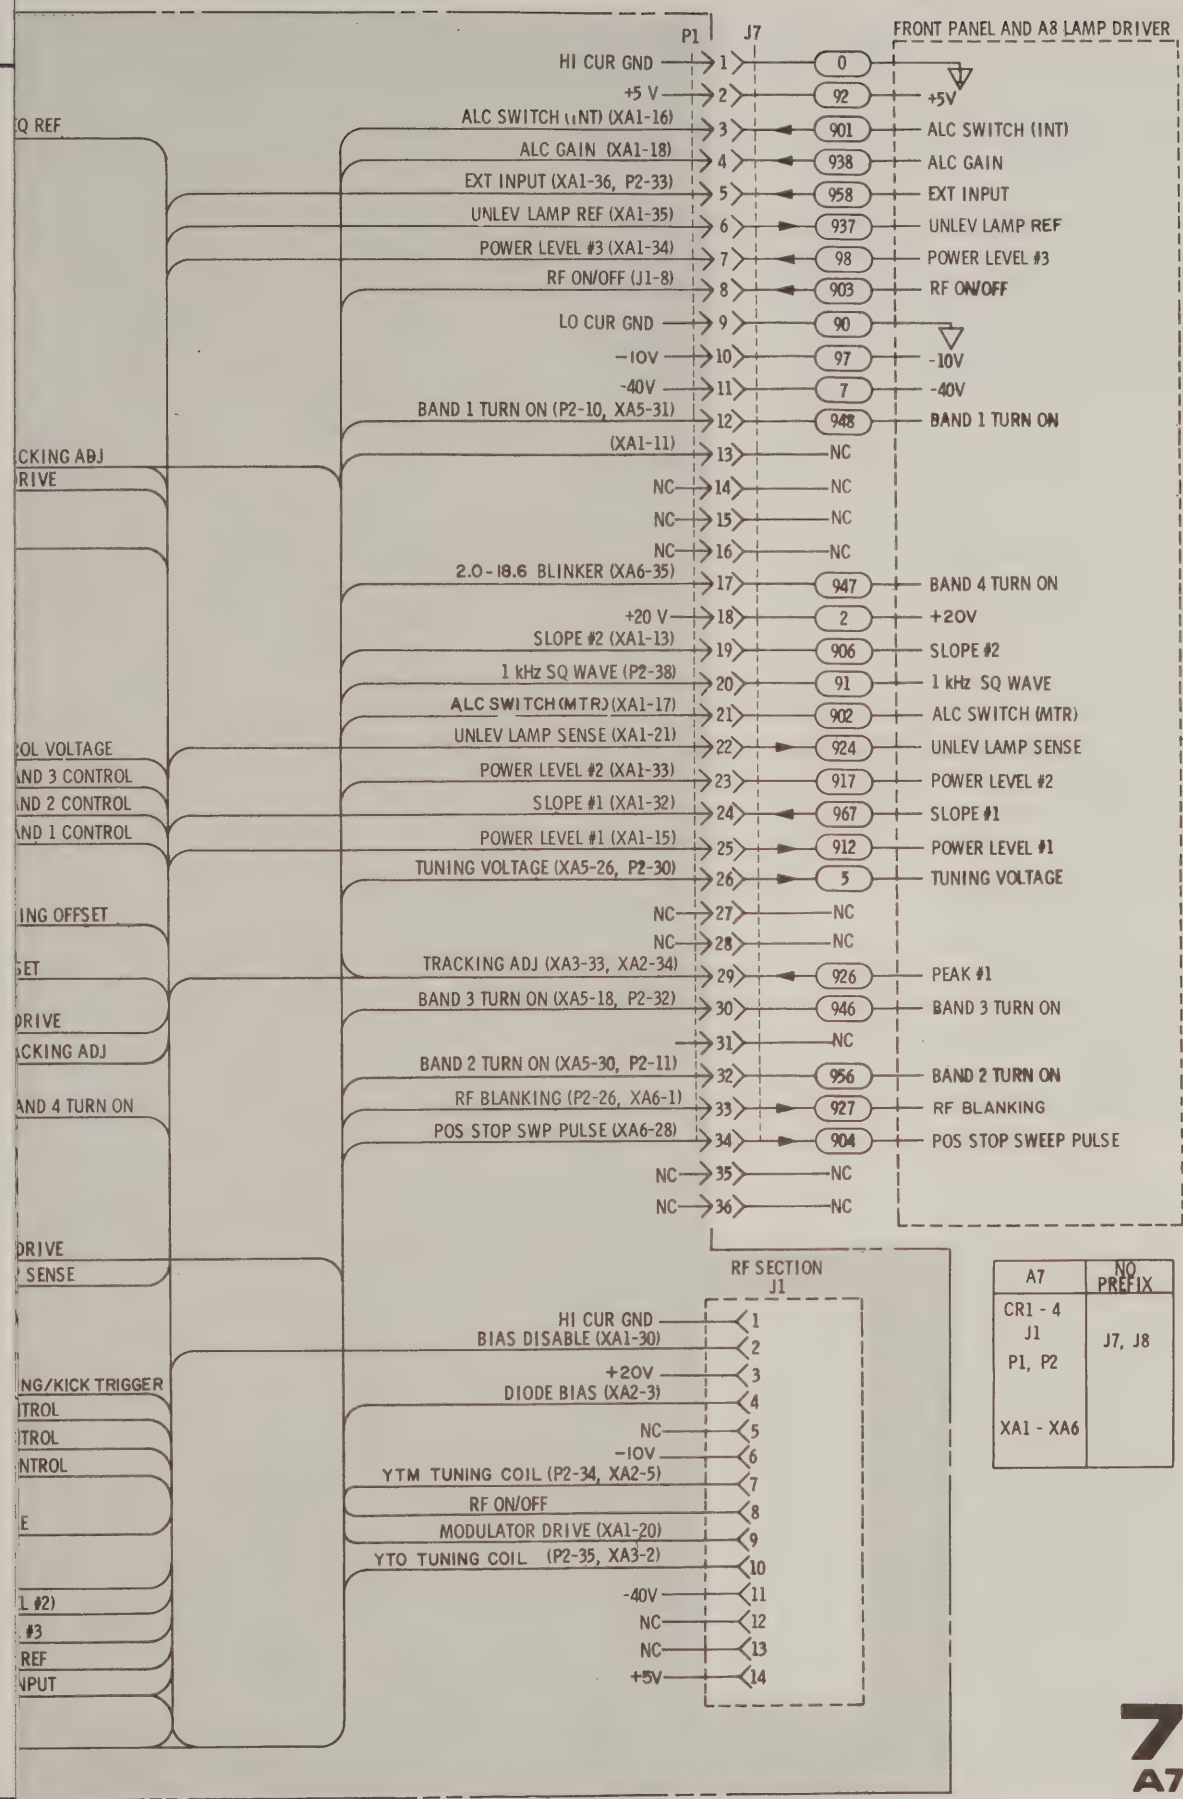 FRONT PANEL AND A8 LAMP DRIVER
P1 J7
HI CUR GND 1 0
+5 V 2 92 +5V
ALC SWITCH (INT) (XA1-16) 3 901 ALC SWITCH (INT)
ALC GAIN (XA1-18) 4 938 ALC GAIN
EXT INPUT (XA1-36, P2-33) 5 958 EXT INPUT
UNLEV LAMP REF (XA1-35) 6 937 UNLEV LAMP REF
POWER LEVEL #3 (XA1-34) 7 98 POWER LEVEL #3
RF ON/OFF (J1-8) 8 903 RF ON/OFF
LO CUR GND 9 90
-10V 10 97 -10V
-40V 11 7 -40V
BAND 1 TURN ON (P2-10, XA5-31) 12 948 BAND 1 TURN ON
(XA1-11) 13 NC
NC 14 NC
NC 15 NC
NC 16 NC
2.0-18.6 BLINKER (XA6-35) 17 947 BAND 4 TURN ON
+20 V 18 2 +20V
SLOPE #2 (XA1-13) 19 906 SLOPE #2
1 kHz SQ WAVE (P2-38) 20 91 1 kHz SQ WAVE
ALC SWITCH(MTR)(XA1-17) 21 902 ALC SWITCH (MTR)
UNLEV LAMP SENSE (XA1-21) 22 924 UNLEV LAMP SENSE
POWER LEVEL #2 (XA1-33) 23 917 POWER LEVEL #2
SLOPE #1 (XA1-32) 24 967 SLOPE #1
POWER LEVEL #1 (XA1-15) 25 912 POWER LEVEL #1
TUNING VOLTAGE (XA5-26, P2-30) 26 5 TUNING VOLTAGE
NC 27 NC
NC 28 NC
TRACKING ADJ (XA3-33, XA2-34) 29 926 PEAK #1
BAND 3 TURN ON (XA5-18, P2-32) 30 946 BAND 3 TURN ON
31 NC
BAND 2 TURN ON (XA5-30, P2-11) 32 956 BAND 2 TURN ON
RF BLANKING (P2-26, XA6-1) 33 927 RF BLANKING
POS STOP SWP PULSE (XA6-28) 34 904 POS STOP SWEEP PULSE
NC 35 NC
NC 36 NC
Q REF
CKING ADJ
RIVE
OL VOLTAGE
AND 3 CONTROL
AND 2 CONTROL
AND 1 CONTROL
ING OFFSET
SET
DRIVE
ACKING ADJ
AND 4 TURN ON
DRIVE
SENSE
NG/KICK TRIGGER
TROL
TROL
NTROL
E
L #2)
#3
REF
NPUT
RF SECTION
J1
HI CUR GND 1
BIAS DISABLE (XA1-30) 2
+20V 3
DIODE BIAS (XA2-3) 4
NC 5
-10V 6
YTM TUNING COIL (P2-34, XA2-5) 7
RF ON/OFF 8
MODULATOR DRIVE (XA1-20) 9
YTO TUNING COIL (P2-35, XA3-2) 10
-40V 11
NC 12
NC 13
+5V 14
A7 NO PREFIX
CR1 - 4
J1 J7, J8
P1, P2
XA1 - XA6
7
A7